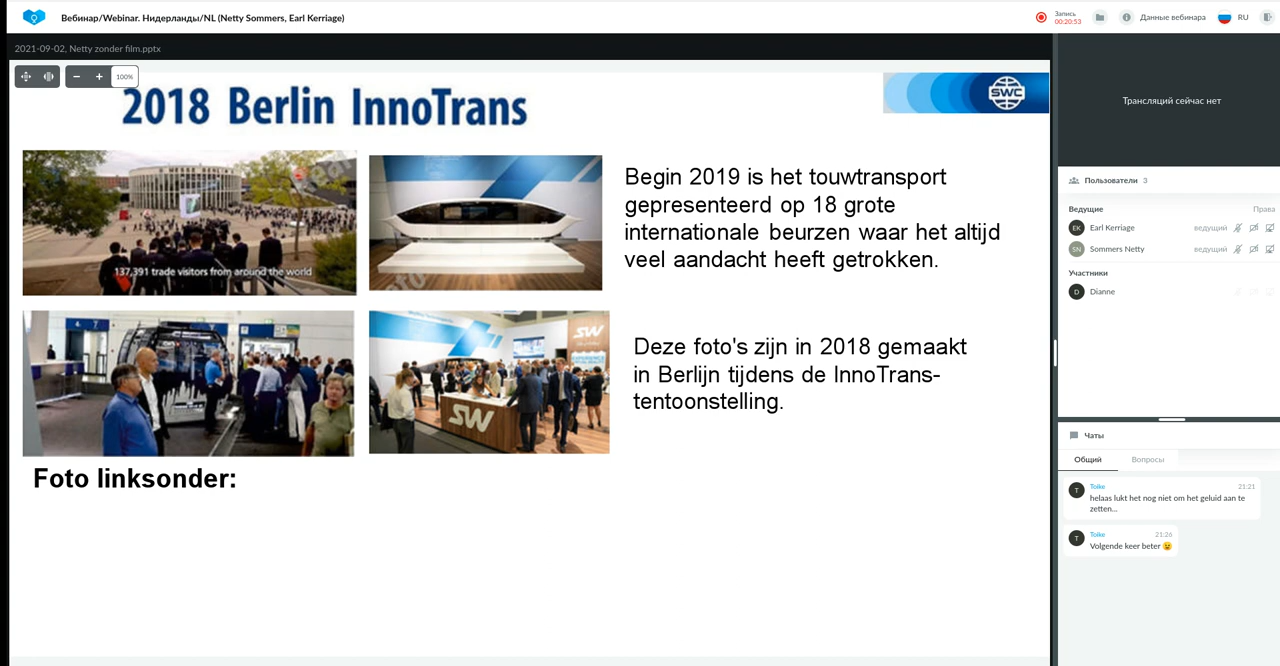 Вебинар/Webinar. Нидерланды/NL (Netty Sommers, Earl Kerriage)
Запись
00:20:53
Данные вебинара
RU
2021-09-02, Netty zonder film.pptx
100%
2018 Berlin InnoTrans
SWC
137,391 trade visitors from around the world
Begin 2019 is het touwtransport
gepresenteerd op 18 grote
internationale beurzen waar het altijd
veel aandacht heeft getrokken.
6 7
SW
SW
Deze foto's zijn in 2018 gemaakt
in Berlijn tijdens de InnoTrans-
tentoonstelling.
Foto linksonder:
Трансляций сейчас нет
Пользователи 3
Ведущие Права
EK Earl Kerriage ведущий
SN Sommers Netty ведущий
Участники
D Dianne
Чаты
Общий Вопросы
T Toike 21:21
helaas lukt het nog niet om het geluid aan te
zetten...
T Toike 21:26
Volgende keer beter 😉